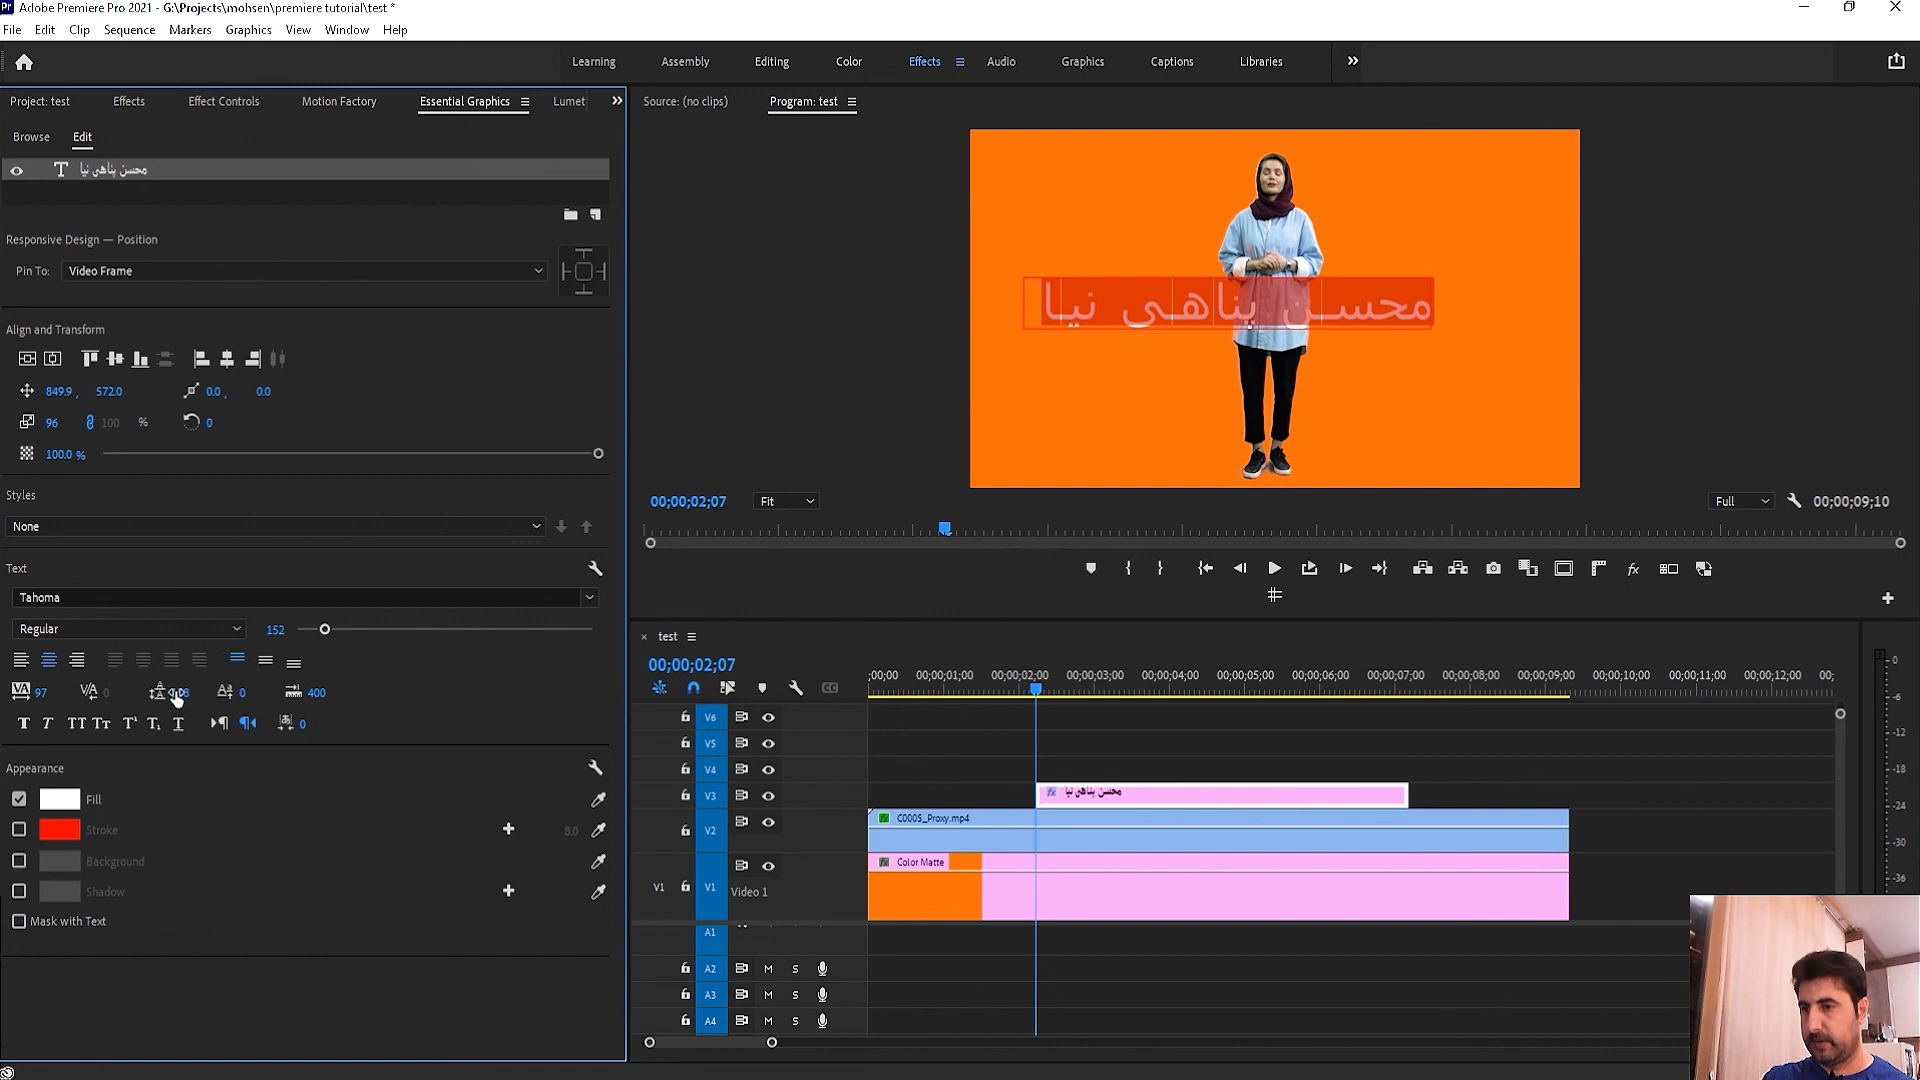 Adobe Premiere Pro 2021 - G:\Projects\mohsen\premiere tutorial\test *
File Edit Clip Sequence Markers Graphics View Window Help
Learning Assembly Editing Color Effects Audio Graphics Captions Libraries
Project: test Effects Effect Controls Motion Factory Essential Graphics Lumet
Source: (no clips) Program: test
Browse Edit
محسن پناهی نیا
Responsive Design — Position
Pin To: Video Frame
محسن پناهی نیا
Align and Transform
849.9 , 572.0 0.0 , 0.0
96 100 % 0
100.0 %
00;00;02;07 Fit Full 00;00;09;10
Styles
None
Text
Tahoma
Regular 152
97 0 0 400
0
Appearance
Fill
Stroke 8.0
Background
Shadow
Mask with Text
test
00;00;02;07
;00;00 00;00;01;00 00;00;02;00 00;00;03;00 00;00;04;00 00;00;05;00 00;00;06;00 00;00;07;00 00;00;08;00 00;00;09;00 00;00;10;00 00;00;11;00 00;00;12;00 00;
V6
V5
V4
V3 محسن پناهی نیا
V2 C0005_Proxy.mp4
Color Matte
V1 V1 Video 1
A1
A2 M S
A3 M S
A4 M S
0
-6
-12
-18
-24
-30
-36